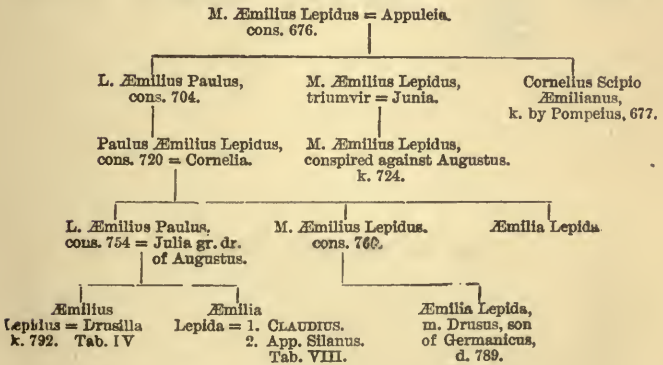 M. Æmilius Lepidus = Appuleia.
cons. 676.
L. Æmilius Paulus,
cons. 704.
M. Æmilius Lepidus,
triumvir = Junia.
Cornelius Scipio
Æmilianus,
k. by Pompeius, 677.
Paulus Æmilius Lepidus,
cons. 720 = Cornelia.
M. Æmilius Lepidus,
conspired against Augustus.
k. 724.
L. Æmilius Paulus,
cons. 754 = Julia gr. dr.
of Augustus.
M. Æmilius Lepidus.
cons. 760.
Æmilia Lepida
Æmilius
Lepidus = Drusilla
k. 792. Tab. IV
Æmilia
Lepida = 1. CLAUDIUS.
2. App. Silanus.
Tab. VIII.
Æmilia Lepida,
m. Drusus, son
of Germanicus,
d. 789.